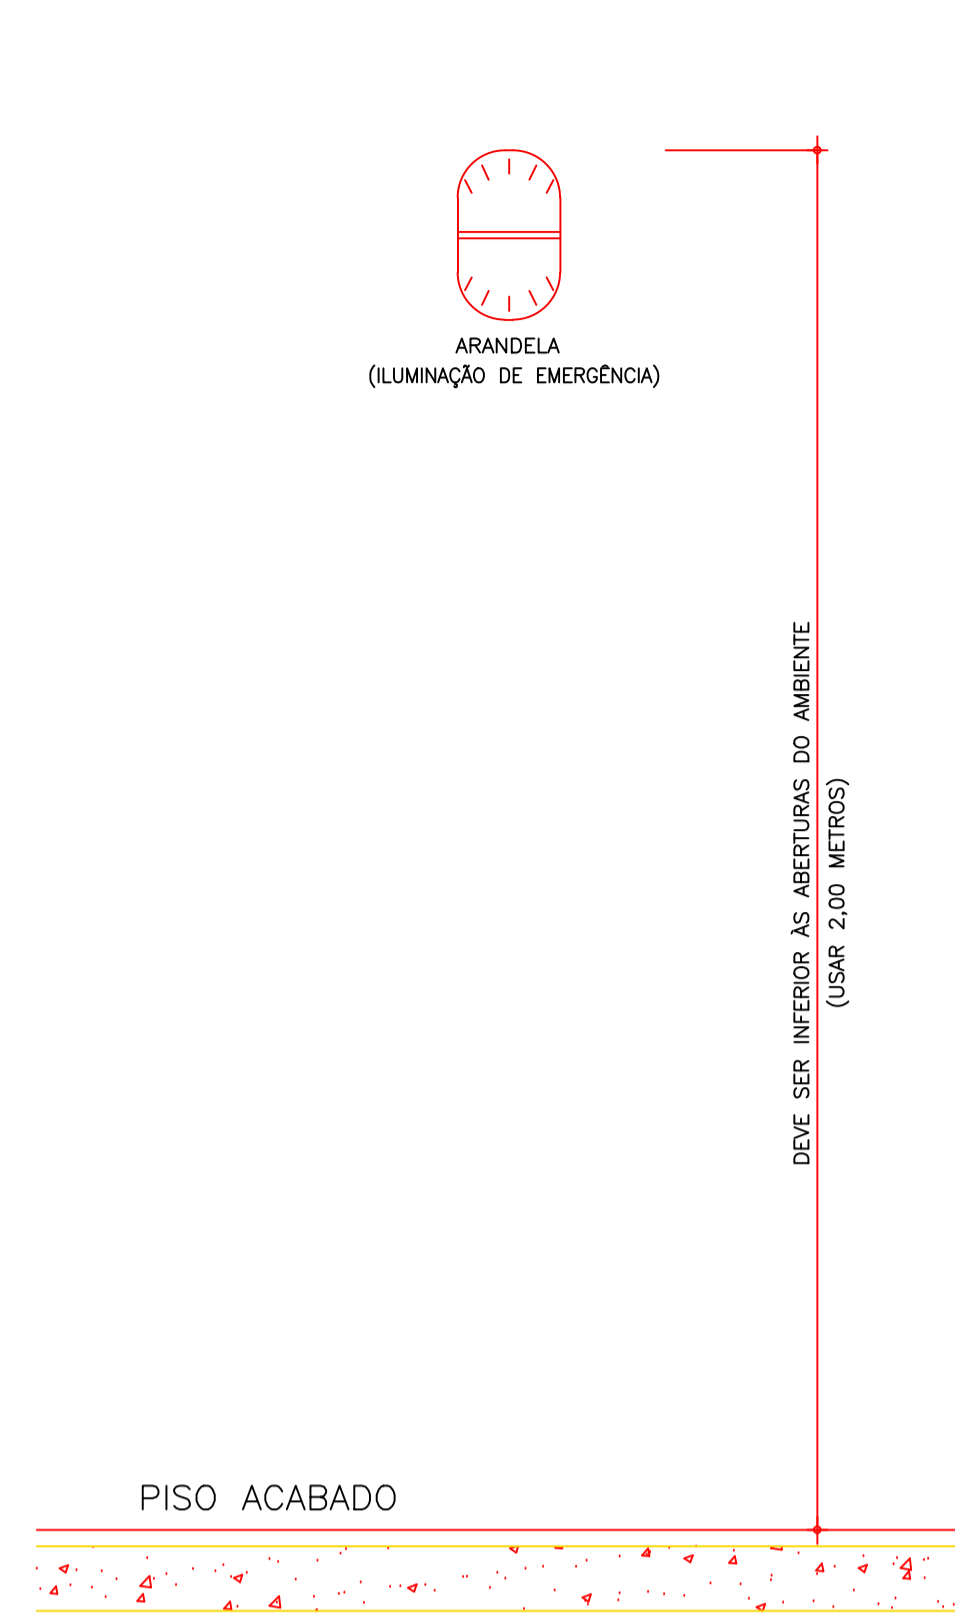 ARANDELA
(ILUMINAÇÃO DE EMERGÊNCIA)
DEVE SER INFERIOR ÀS ABERTURAS DO AMBIENTE
(USAR 2,00 METROS)
PISO ACABADO